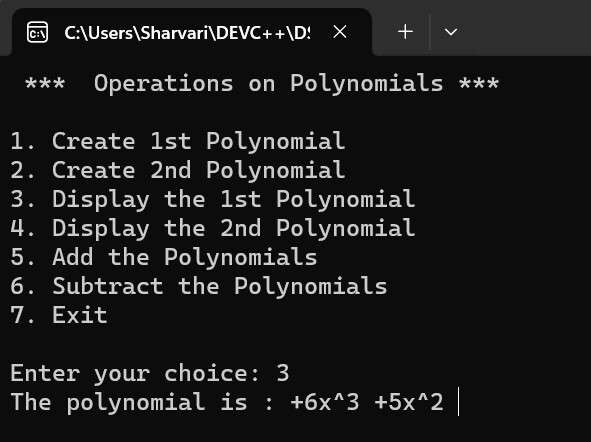 C:\Users\Sharvari\DEVC++\DS
*** Operations on Polynomials ***
1. Create 1st Polynomial
2. Create 2nd Polynomial
3. Display the 1st Polynomial
4. Display the 2nd Polynomial
5. Add the Polynomials
6. Subtract the Polynomials
7. Exit
Enter your choice: 3
The polynomial is : +6x^3 +5x^2